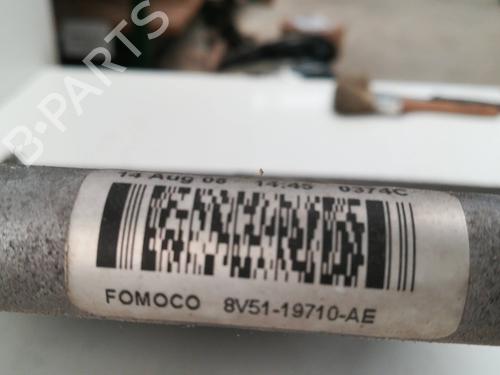 B-PARTS
14 Aug 08 14:45 0374C
FOMOCO 8V51-19710-AE